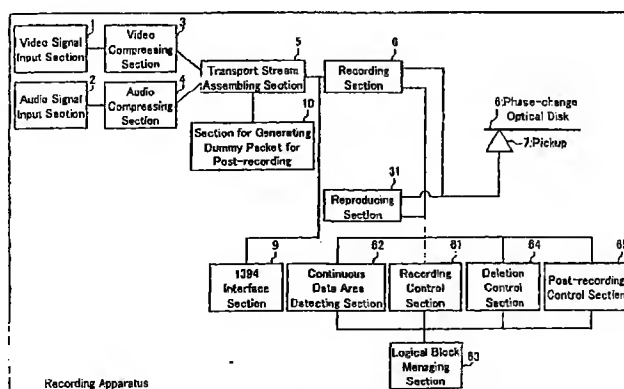 1
3
Video Signal
Input Section
Video
Compressing
Section
5
6
2
4
Audio Signal
Input Section
Audio
Compressing
Section
Transport Stream
Assembling Section
Recording
Section
10
Section for Generating
Dummy Packet for
Post-recording
6:Phase-change
Optical Disk
7:Pickup
31
Reproducing
Section
9
62
61
64
65
1394
Interface
Section
Continuous
Data Area
Detecting Section
Recording
Control
Section
Deletion
Control
Section
Post-recording
Control Section
Logical Block
Managing
Section
63
Recording Apparatus